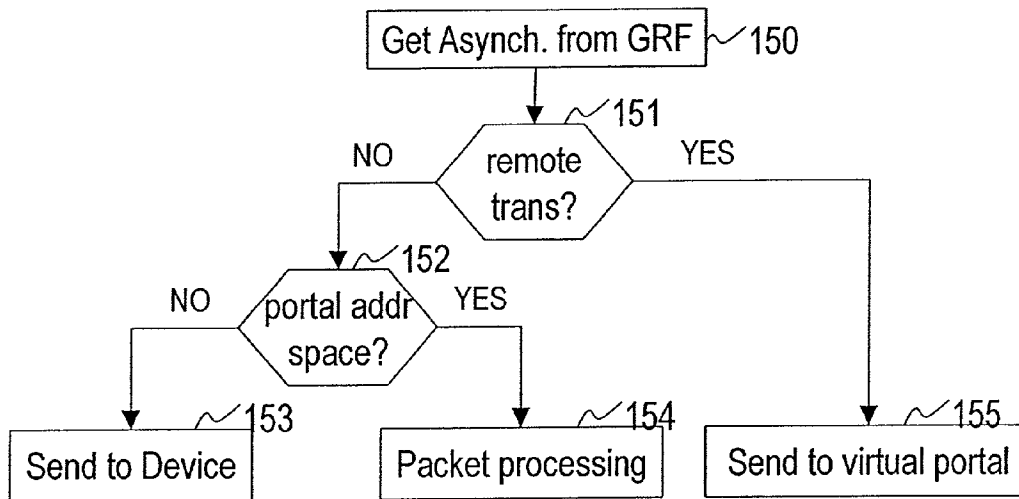 Get Asynch. from GRF
150
151
NO
remote
trans?
YES
152
NO
portal addr
space?
YES
153
154
155
Send to Device
Packet processing
Send to virtual portal